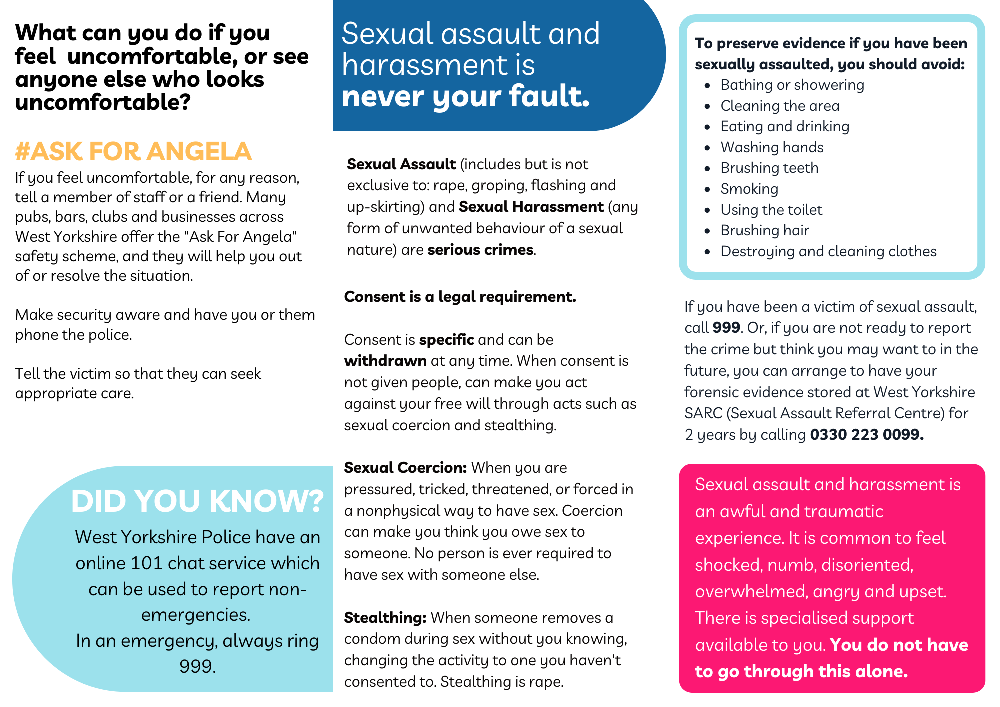 What can you do if you
feel  uncomfortable, or see
anyone else who looks
uncomfortable?
#ASK FOR ANGELA
If you feel uncomfortable, for any reason,
tell a member of staff or a friend. Many
pubs, bars, clubs and businesses across
West Yorkshire offer the "Ask For Angela"
safety scheme, and they will help you out
of or resolve the situation.
Make security aware and have you or them
phone the police.
Tell the victim so that they can seek
appropriate care.
DID YOU KNOW?
West Yorkshire Police have an
online 101 chat service which
can be used to report non-
emergencies.
In an emergency, always ring
999.
Sexual assault and
harassment is
never your fault.
Sexual Assault (includes but is not
exclusive to: rape, groping, flashing and
up-skirting) and Sexual Harassment (any
form of unwanted behaviour of a sexual
nature) are serious crimes.
Consent is a legal requirement.
Consent is specific and can be
withdrawn at any time. When consent is
not given people, can make you act
against your free will through acts such as
sexual coercion and stealthing.
Sexual Coercion: When you are
pressured, tricked, threatened, or forced in
a nonphysical way to have sex. Coercion
can make you think you owe sex to
someone. No person is ever required to
have sex with someone else.
Stealthing: When someone removes a
condom during sex without you knowing,
changing the activity to one you haven't
consented to. Stealthing is rape.
To preserve evidence if you have been
sexually assaulted, you should avoid:
• Bathing or showering
• Cleaning the area
• Eating and drinking
• Washing hands
• Brushing teeth
• Smoking
• Using the toilet
• Brushing hair
• Destroying and cleaning clothes
If you have been a victim of sexual assault,
call 999. Or, if you are not ready to report
the crime but think you may want to in the
future, you can arrange to have your
forensic evidence stored at West Yorkshire
SARC (Sexual Assault Referral Centre) for
2 years by calling 0330 223 0099.
Sexual assault and harassment is
an awful and traumatic
experience. It is common to feel
shocked, numb, disoriented,
overwhelmed, angry and upset.
There is specialised support
available to you. You do not have
to go through this alone.